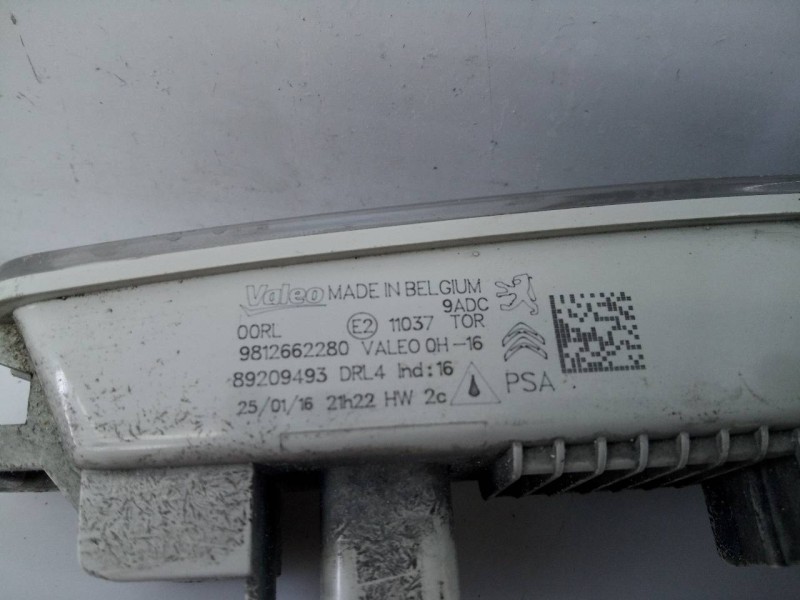 Valeo MADE IN BELGIUM
9ADC
00RL E2 11037 TOR
9812662280 VALEO 0H-16
89209493 DRL4 Ind:16
25/01/16 21h22 HW 2c PSA